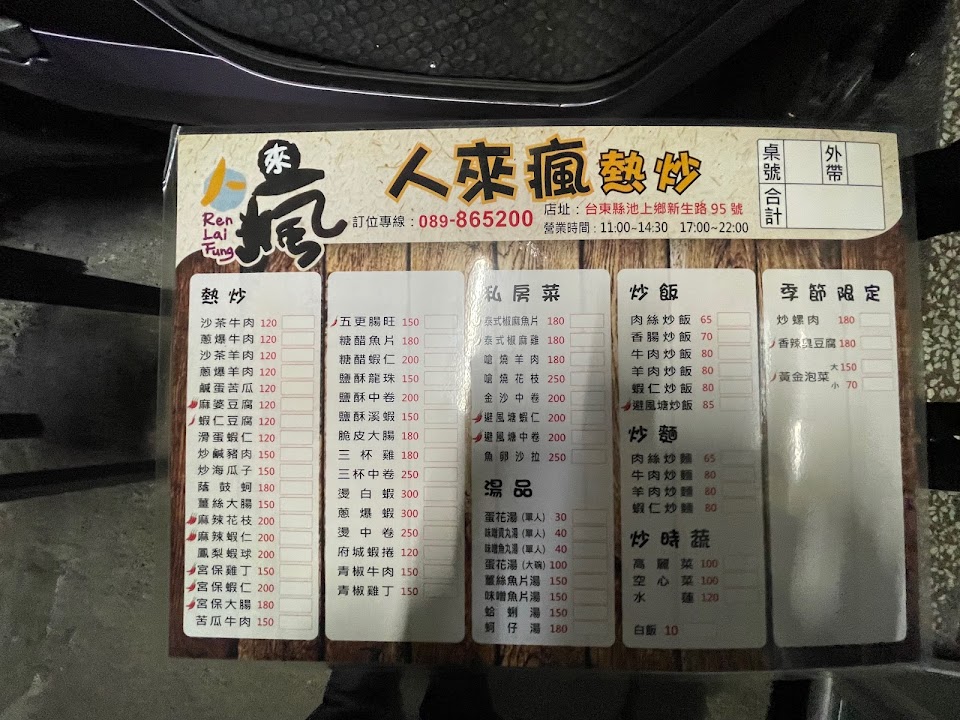 來
瘋
Ren
Lai
Fung
人來瘋熱炒
訂位專線：089-865200
店址：台東縣池上鄉新生路95號
營業時間：11:00~14:30 17:00~22:00
桌號
外帶
合計
熱炒
沙茶牛肉 120
蔥爆牛肉 120
沙茶羊肉 120
蔥爆羊肉 120
鹹蛋苦瓜 120
麻婆豆腐 120
蝦仁豆腐 120
滑蛋蝦仁 120
炒鹹豬肉 150
炒海瓜子 150
蔭鼓蚵 180
薑絲大腸 150
麻辣花枝 200
麻辣蝦仁 200
鳳梨蝦球 200
宮保雞丁 150
宮保蝦仁 200
宮保大腸 180
苦瓜牛肉 150
五更腸旺 150
糖醋魚片 180
糖醋蝦仁 200
鹽酥龍珠 150
鹽酥中卷 200
鹽酥溪蝦 150
脆皮大腸 180
三杯雞 180
三杯中卷 250
燙白蝦 300
蔥爆蝦 300
燙中卷 250
府城蝦捲 120
青椒牛肉 150
青椒雞丁 150
私房菜
泰式椒麻魚片 180
泰式椒麻雞 180
嗆燒羊肉 180
嗆燒花枝 250
金沙中卷 200
避風塘蝦仁 200
避風塘中卷 200
魚卵沙拉 250
湯品
蛋花湯(單人) 30
味噌貢丸湯(單人) 40
味噌魚丸湯(單人) 40
蛋花湯(大碗) 100
薑絲魚片湯 150
味噌魚片湯 150
蛤蜊湯 150
蚵仔湯 180
炒飯
肉絲炒飯 65
香腸炒飯 70
牛肉炒飯 80
羊肉炒飯 80
蝦仁炒飯 80
避風塘炒飯 85
炒麵
肉絲炒麵 65
牛肉炒麵 80
羊肉炒麵 80
蝦仁炒麵 80
炒時蔬
高麗菜 100
空心菜 100
水蓮 120
白飯 10
季節限定
炒螺肉 180
香辣臭豆腐 180
黃金泡菜 大 150
小 70